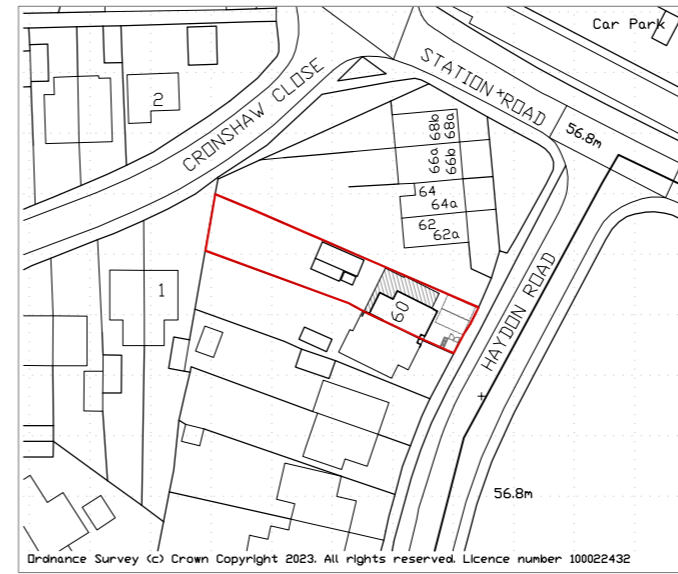 Car Park
STATION ROAD
CRONSHAW CLOSE
2
56.8m
68b
68a
66a
66b
64
64a
62
62a
1
60
HAYDON ROAD
56.8m
Ordnance Survey (c) Crown Copyright 2023. All rights reserved. Licence number 100022432